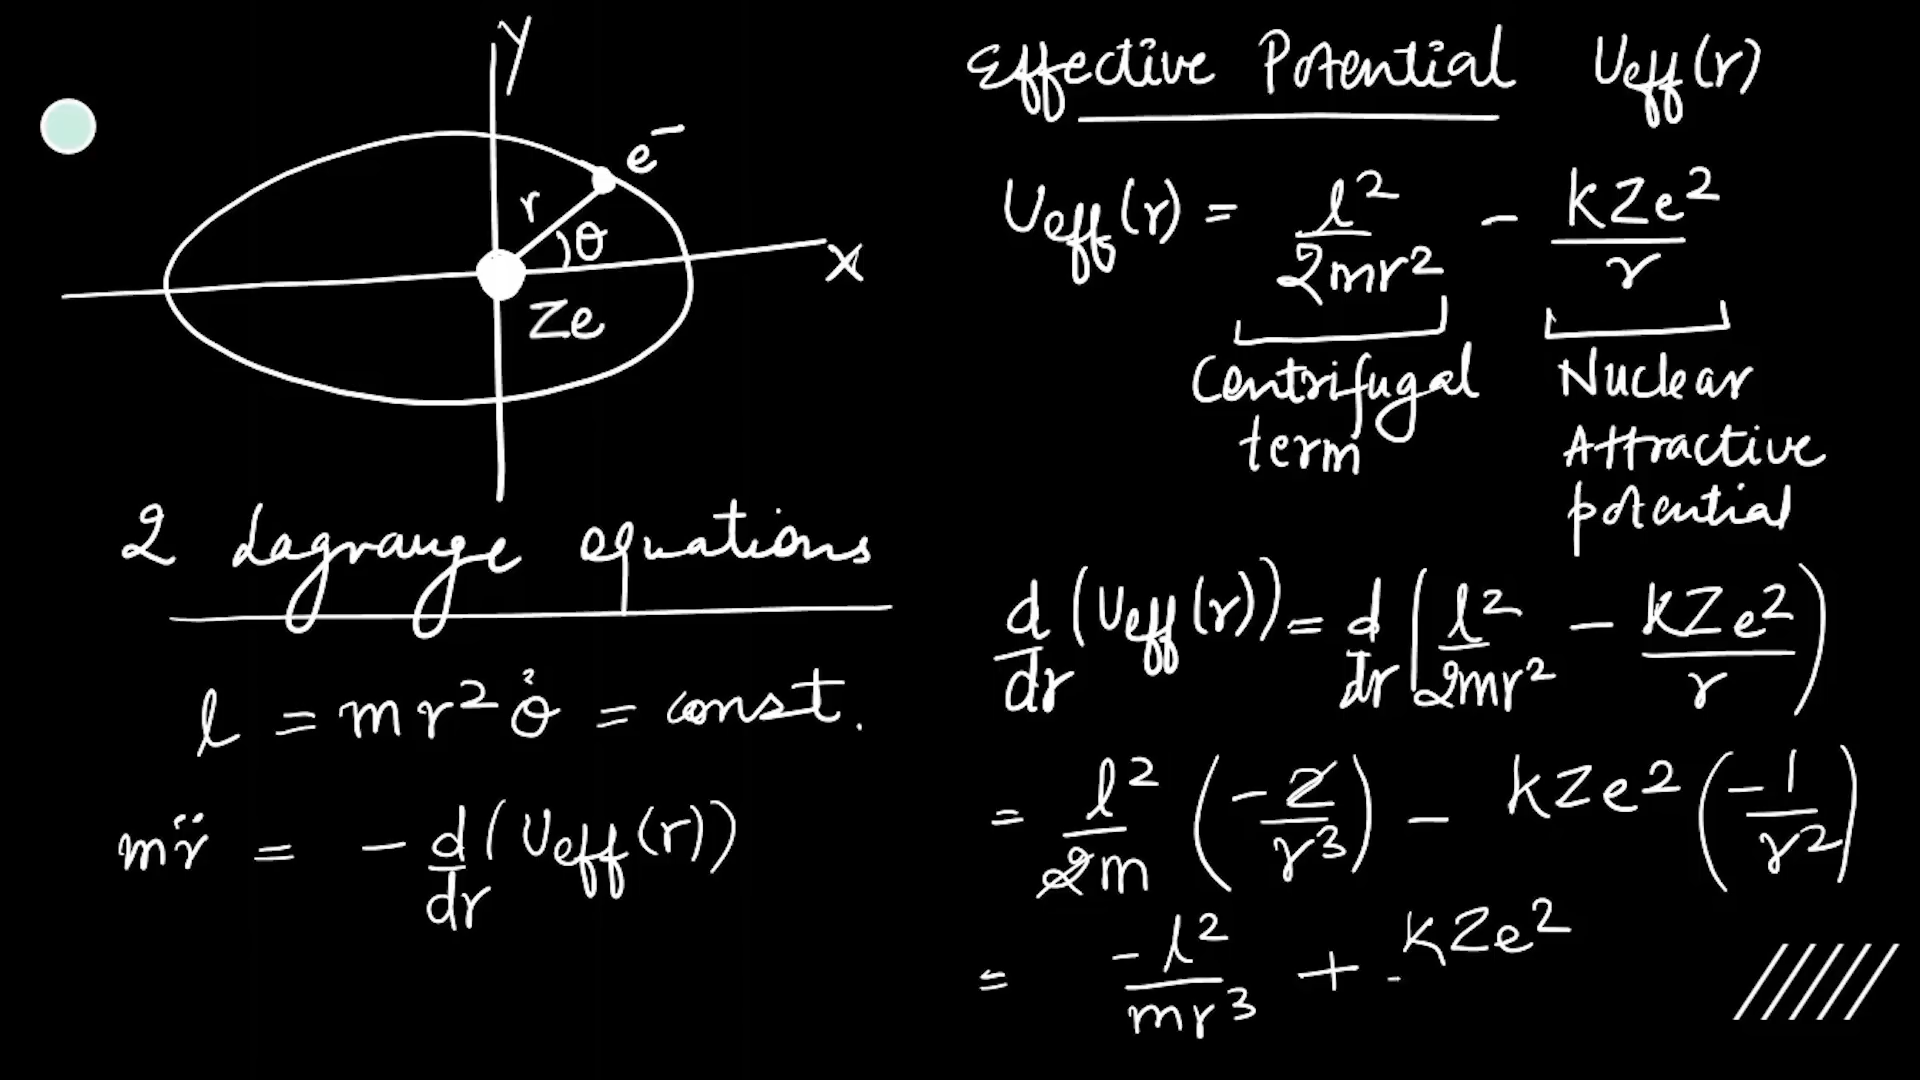 y
e⁻
r
θ
x
Ze
2 Lagrange equations
l = mr²θ̇ = const.
mr̈ = -d/dr (Ueff(r))
Effective Potential Ueff(r)
Ueff(r) = l²/2mr² - kZe²/r
Centrifugal term
Nuclear Attractive potential
d/dr (Ueff(r)) = d/dr (l²/2mr² - kZe²/r)
= l²/2m (-2/r³) - kZe² (-1/r²)
= -l²/mr³ + kZe²